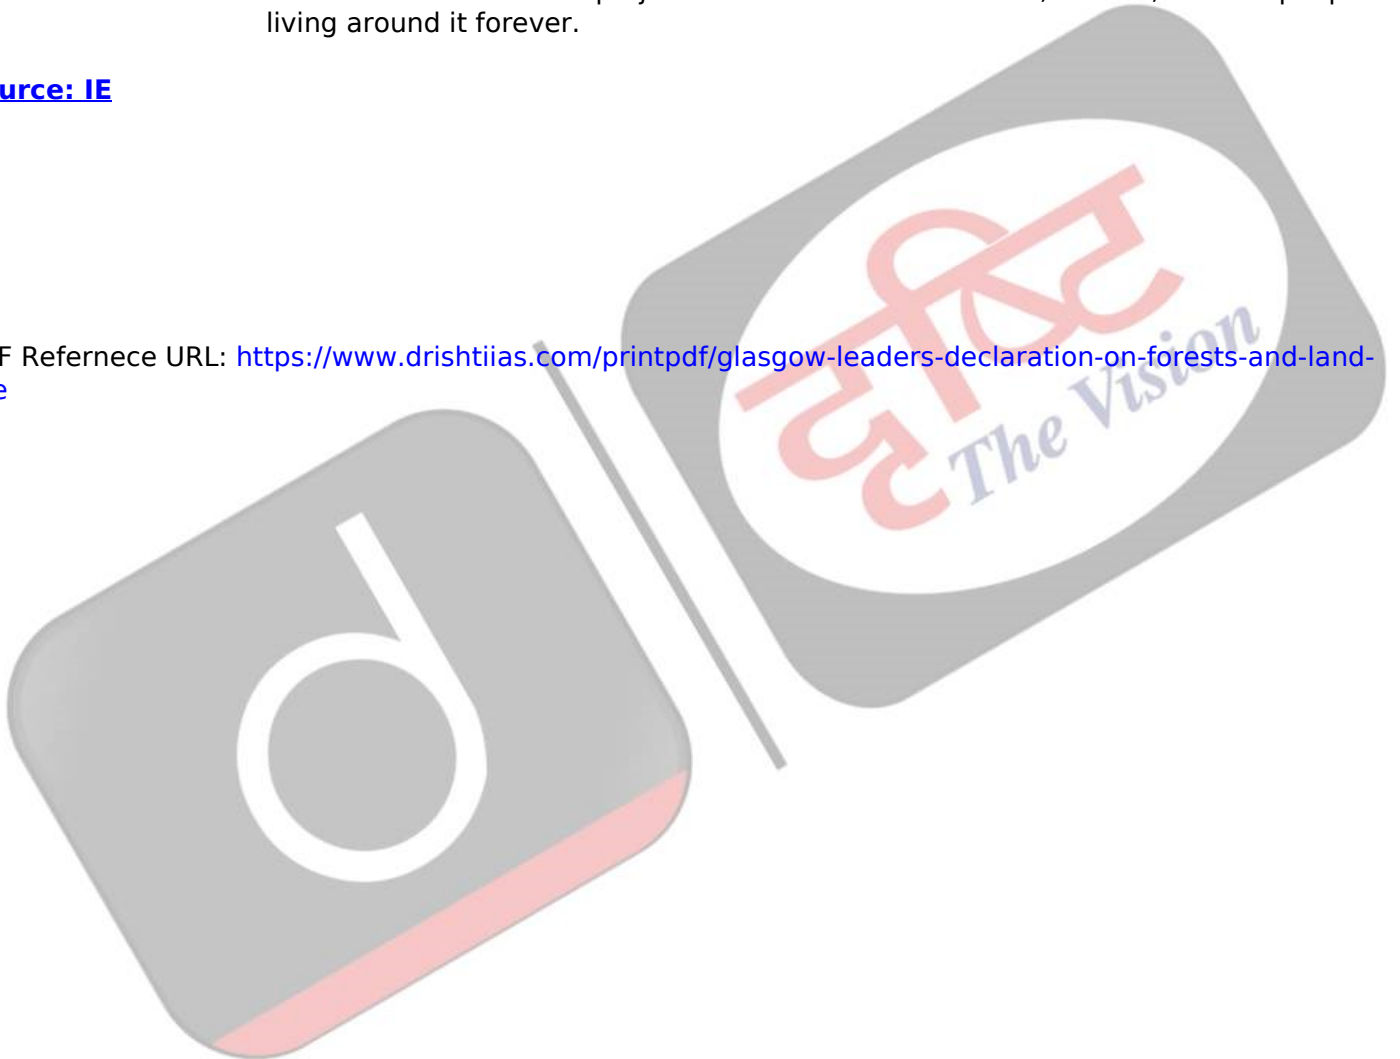 living around it forever.
urce: IE
F Refernece URL: https://www.drishtiias.com/printpdf/glasgow-leaders-declaration-on-forests-and-land-
e
दृष्टि
The Vision
d